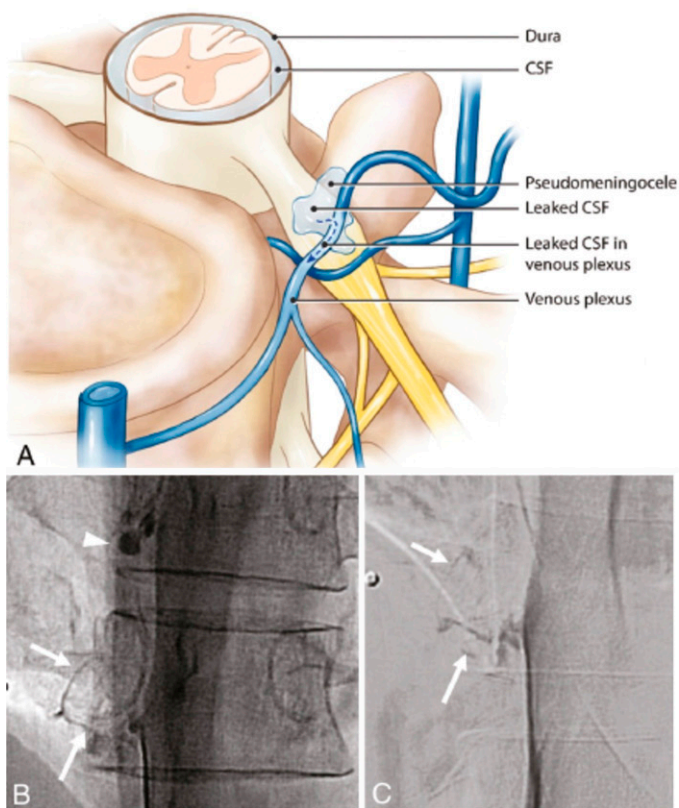 Dura
CSF
Pseudomeningocele
Leaked CSF
Leaked CSF in
venous plexus
Venous plexus
A
B
C